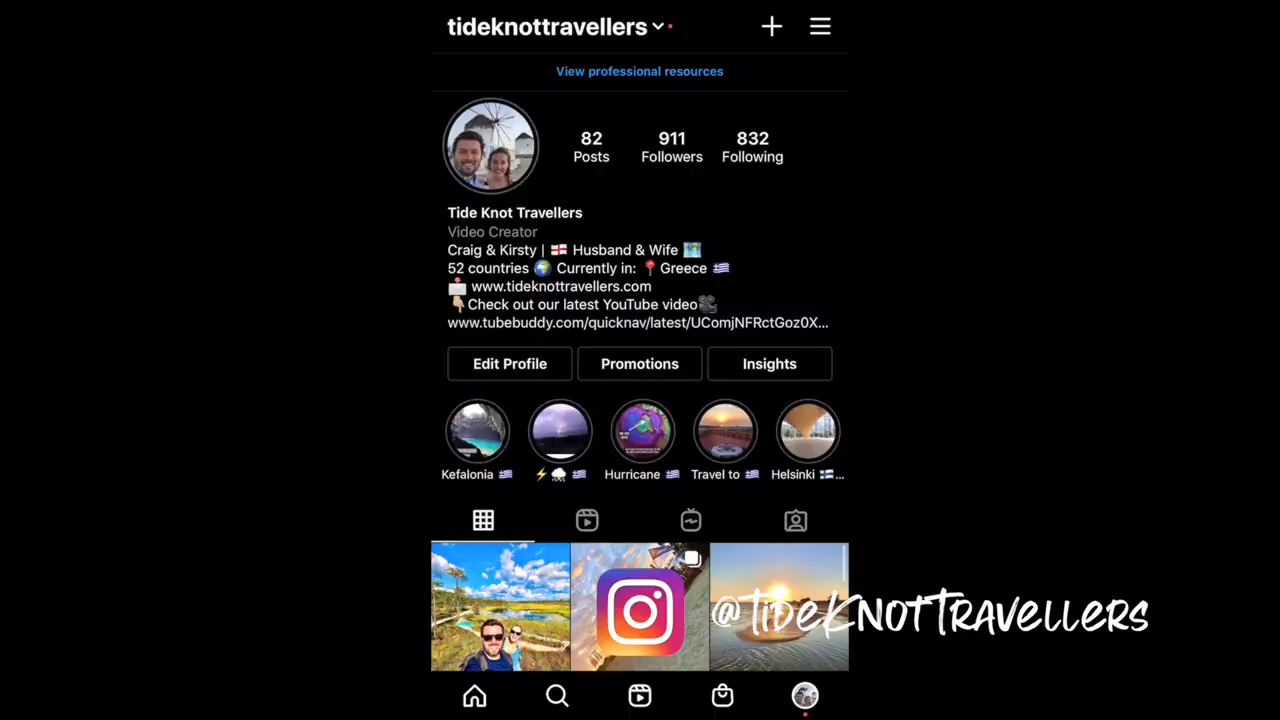 tideknottravellers
View professional resources
82 911 832
Posts Followers Following
Tide Knot Travellers
Video Creator
Craig & Kirsty | 🏴󠁧󠁢󠁥󠁮󠁧󠁿 Husband & Wife 🗺️
52 countries 🌍 Currently in: 📍Greece 🇬🇷
📩 www.tideknottravellers.com
👇🏻Check out our latest YouTube video🎥
www.tubebuddy.com/quicknav/latest/UComjNFRctGoz0X...
Edit Profile Promotions Insights
Kefalonia 🇬🇷 ⚡🌧️ 🇬🇷 Hurricane 🇬🇷 Travel to 🇬🇷 Helsinki 🇫🇮...
@TideKnotTravellers